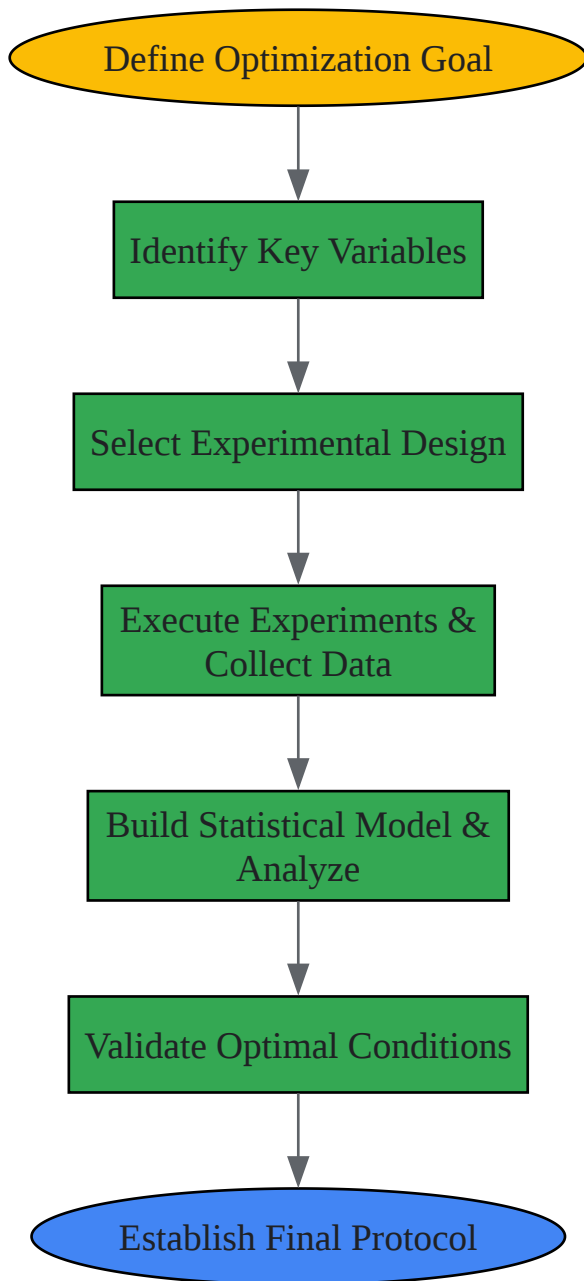 Define Optimization Goal
Identify Key Variables
Select Experimental Design
Execute Experiments &
Collect Data
Build Statistical Model &
Analyze
Validate Optimal Conditions
Establish Final Protocol